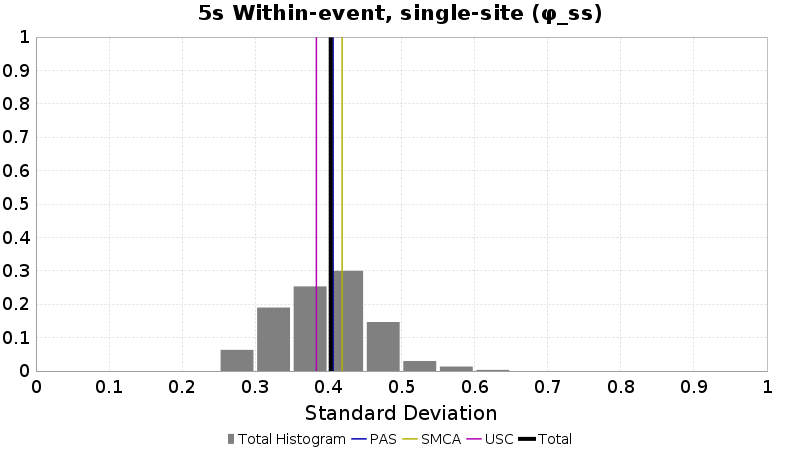 5s Within-event, single-site (φ_ss)
1
0.9
0.8
0.7
0.6
0.5
0.4
0.3
0.2
0.1
0
0 0.1 0.2 0.3 0.4 0.5 0.6 0.7 0.8 0.9 1
Standard Deviation
Total Histogram PAS SMCA USC Total